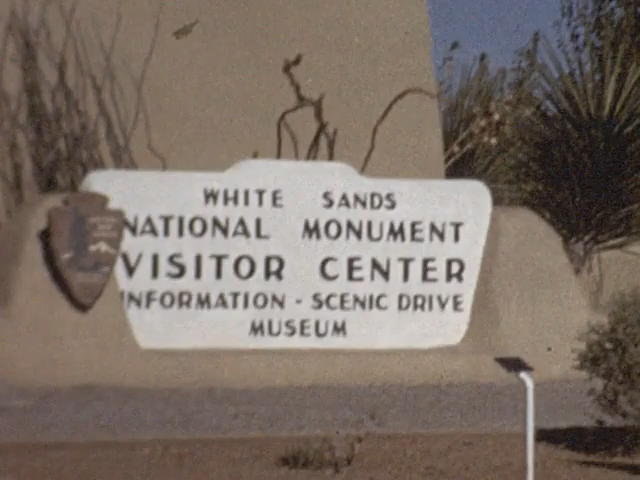 WHITE SANDS
NATIONAL MONUMENT
VISITOR CENTER
INFORMATION - SCENIC DRIVE
MUSEUM